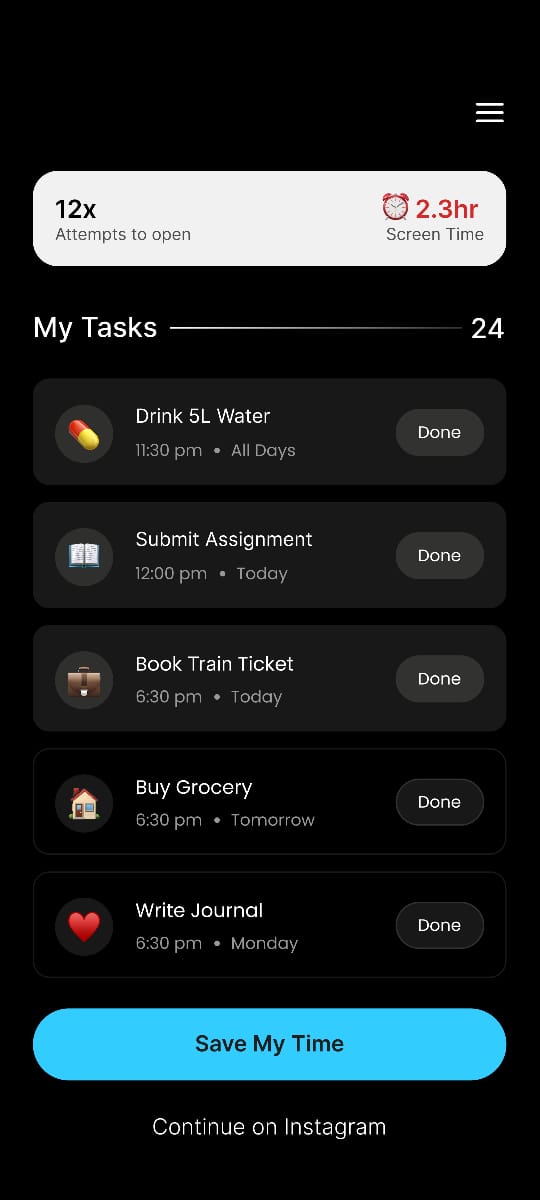 12x
2.3hr
Attempts to open
Screen Time
My Tasks
24
Drink 5L Water
Done
11:30 pm • All Days
Submit Assignment
Done
12:00 pm • Today
Book Train Ticket
Done
6:30 pm • Today
Buy Grocery
Done
6:30 pm • Tomorrow
Write Journal
Done
6:30 pm • Monday
Save My Time
Continue on Instagram